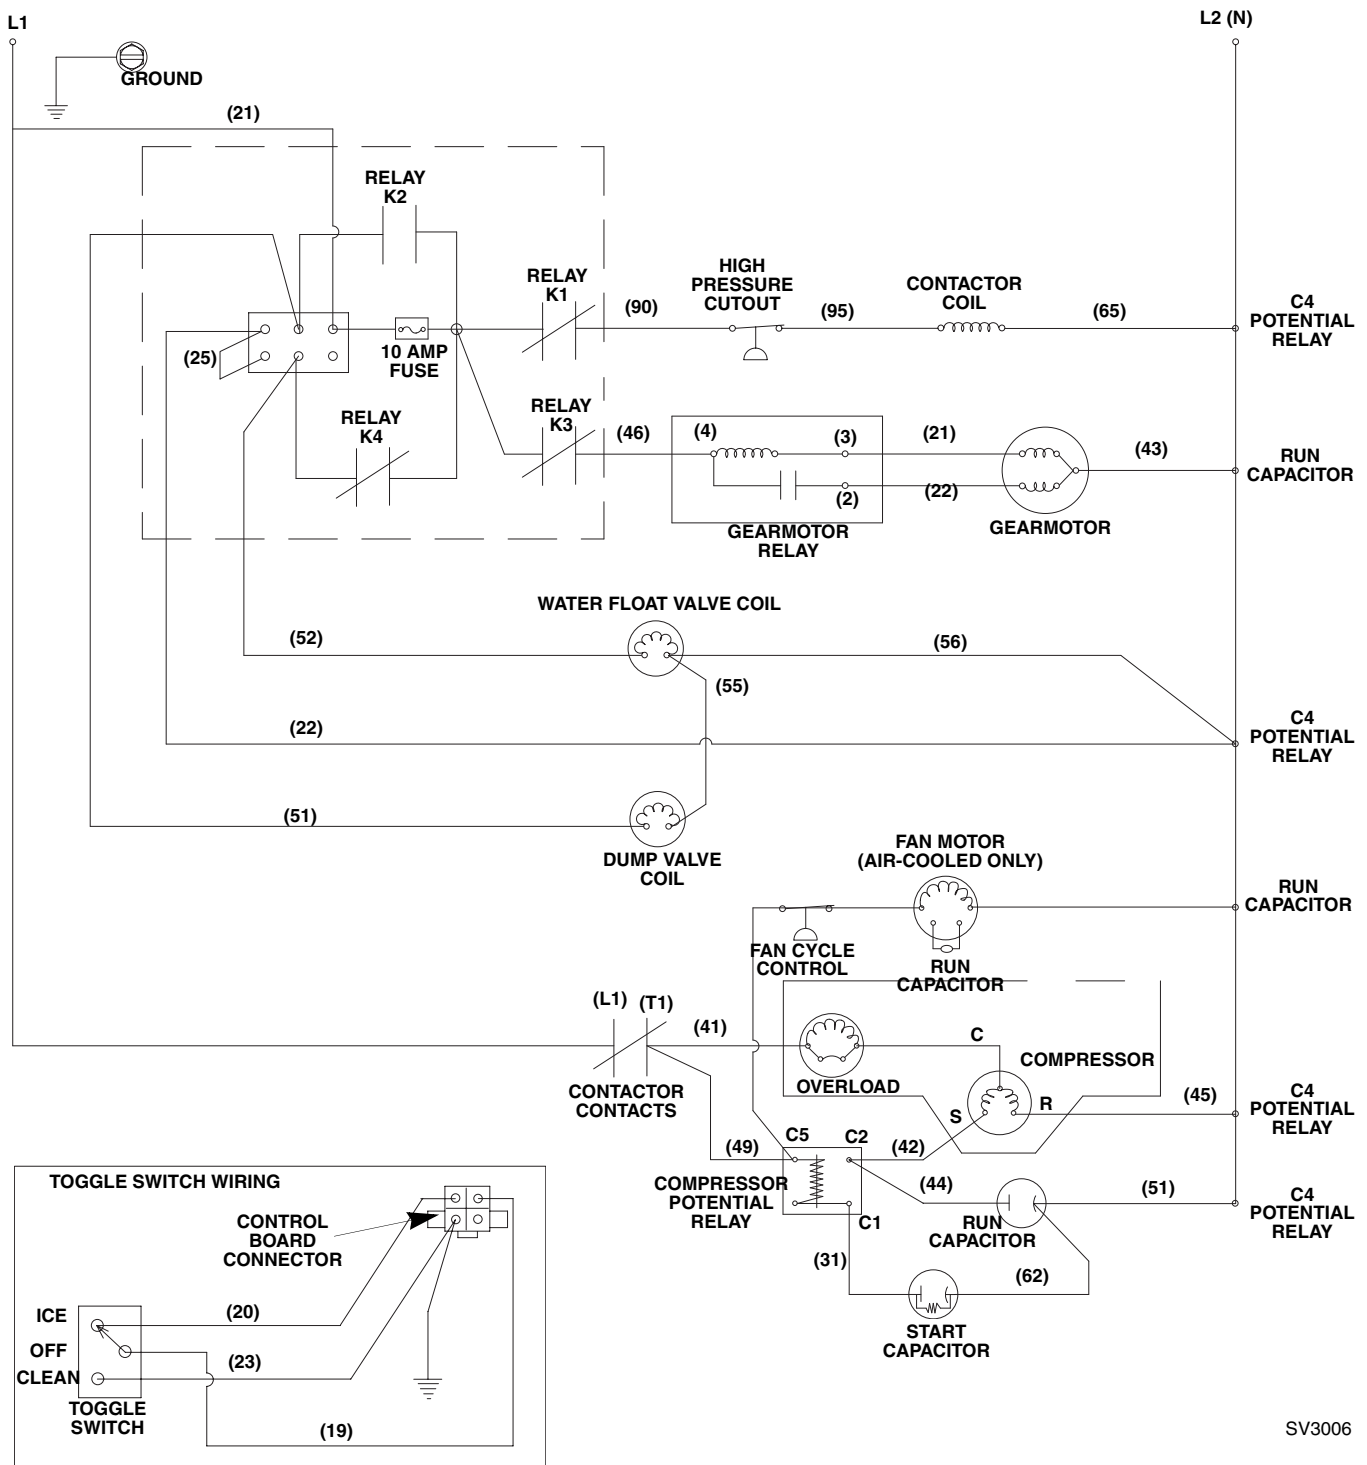 L1
L2 (N)
GROUND
(21)
RELAY
K2
RELAY
K1
(90)
HIGH
PRESSURE
CUTOUT
(95)
CONTACTOR
COIL
(65)
C4
POTENTIAL
RELAY
(25)
10 AMP
FUSE
RELAY
K4
RELAY
K3
(46)
(4)
(3)
(21)
(43)
RUN
CAPACITOR
(2)
(22)
GEARMOTOR
RELAY
GEARMOTOR
WATER FLOAT VALVE COIL
(52)
(56)
(55)
(22)
C4
POTENTIAL
RELAY
(51)
DUMP VALVE
COIL
FAN MOTOR
(AIR-COOLED ONLY)
RUN
CAPACITOR
FAN CYCLE
CONTROL
RUN
CAPACITOR
(L1)
(T1)
(41)
C
COMPRESSOR
OVERLOAD
CONTACTOR
CONTACTS
S
R
(45)
C4
POTENTIAL
RELAY
(49)
C5
C2
(42)
COMPRESSOR
POTENTIAL
RELAY
(44)
(51)
C4
POTENTIAL
RELAY
C1
RUN
CAPACITOR
(31)
(62)
START
CAPACITOR
TOGGLE SWITCH WIRING
CONTROL
BOARD
CONNECTOR
ICE
(20)
OFF
(23)
CLEAN
TOGGLE
SWITCH
(19)
SV3006